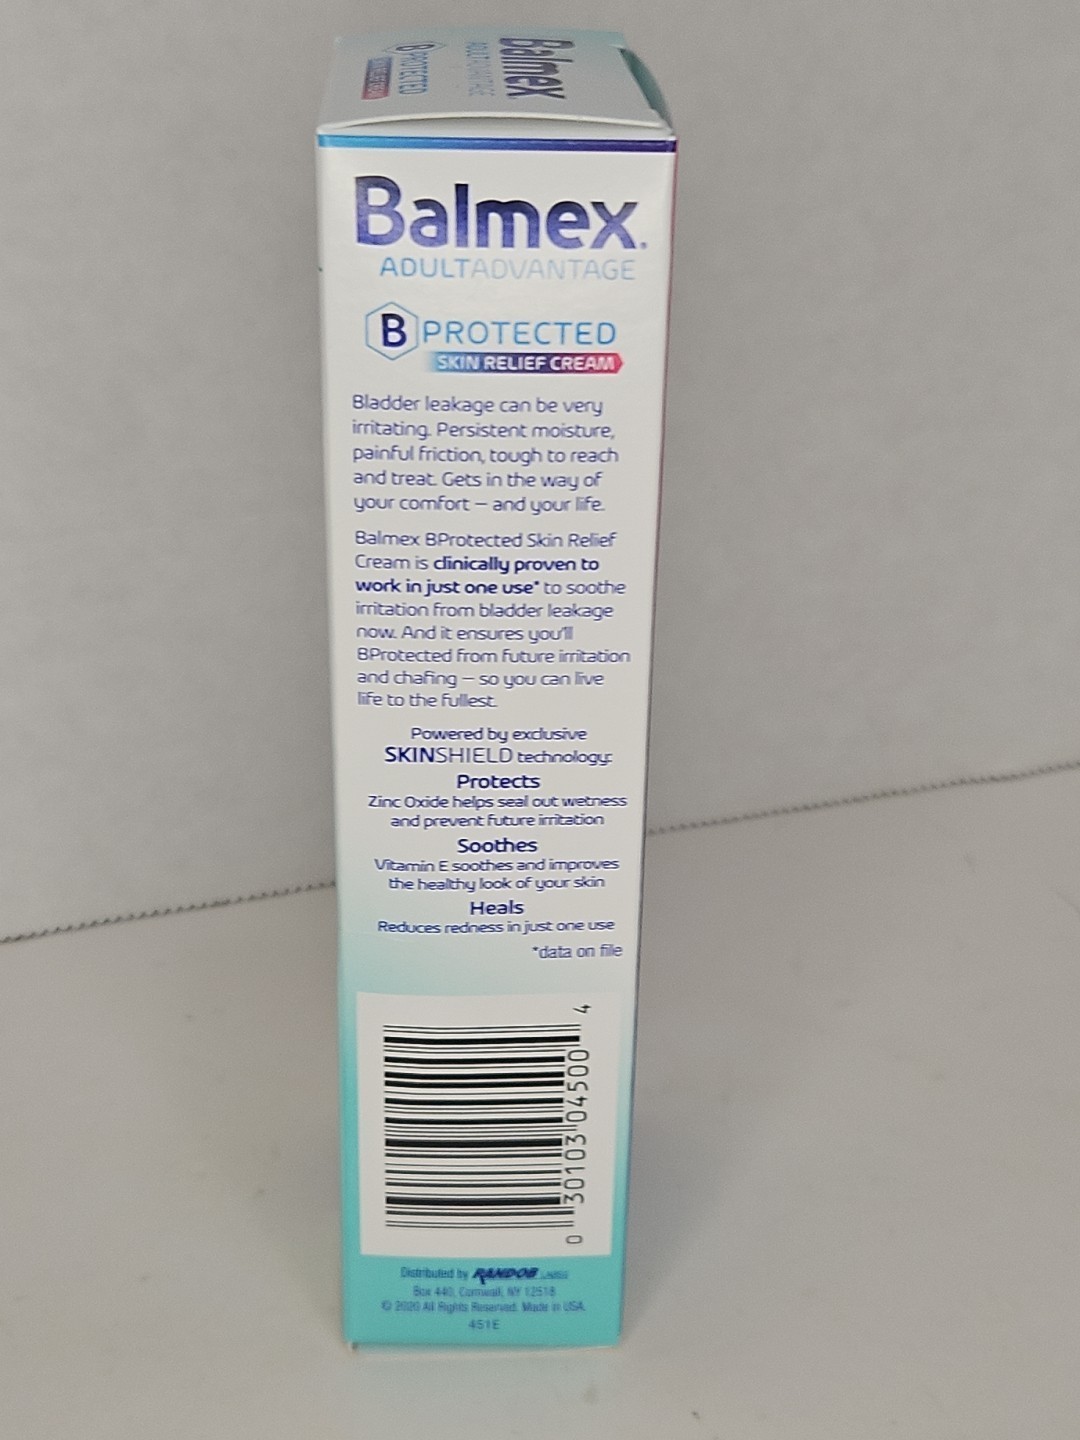 Balmex
ADULTADVANTAGE
B PROTECTED
SKIN RELIEF CREAM
Balmex.
ADULTADVANTAGE
B PROTECTED
SKIN RELIEF CREAM
Bladder leakage can be very
irritating. Persistent moisture,
painful friction, tough to reach
and treat. Gets in the way of
your comfort – and your life.
Balmex BProtected Skin Relief
Cream is clinically proven to
work in just one use* to soothe
irritation from bladder leakage
now. And it ensures you'll
BProtected from future irritation
and chafing – so you can live
life to the fullest.
Powered by exclusive
SKINSHIELD technology:
Protects
Zinc Oxide helps seal out wetness
and prevent future irritation
Soothes
Vitamin E soothes and improves
the healthy look of your skin
Heals
Reduces redness in just one use
*data on file
0 30103 04500 4
Distributed by RANDOB
Box 440, Cornwall, NY 12518
© 2020 All Rights Reserved. Made in USA.
451E